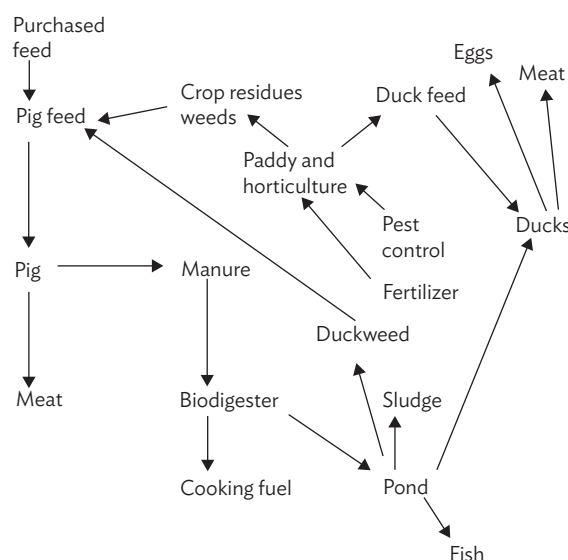 Purchased
feed
Eggs
Meat
Crop residues
weeds
Duck feed
Pig feed
Paddy and
horticulture
Pest
control
Ducks
Pig
Manure
Fertilizer
Duckweed
Meat
Biodigester
Sludge
Cooking fuel
Pond
Fish